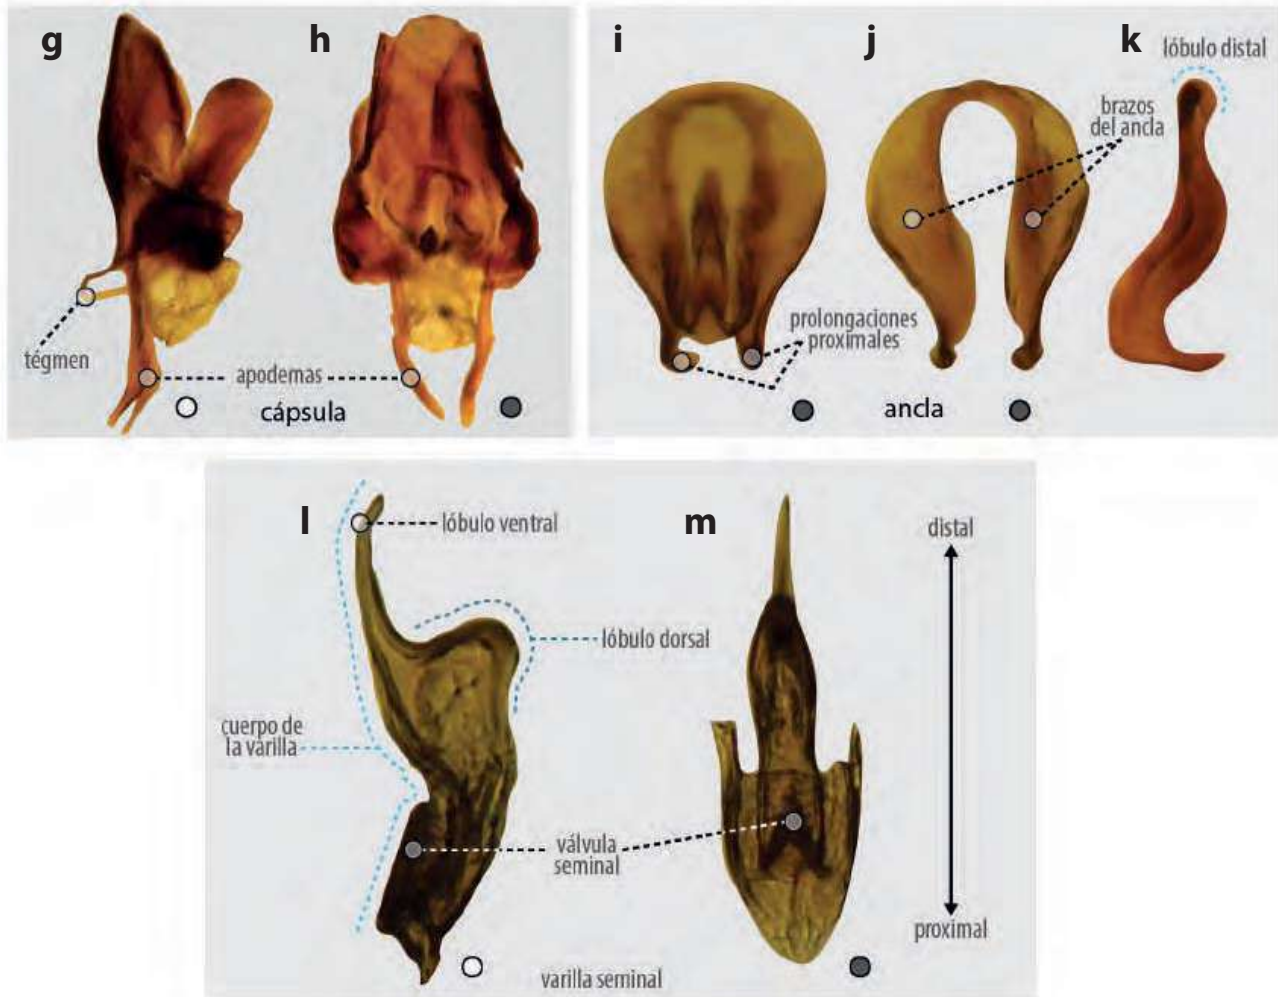 g
h
tégmen
apodemas
cápsula
i
j
k
lóbulo distal
brazos
del ancla
prolongaciones
proximales
ancla
l
m
lóbulo ventral
lóbulo dorsal
cuerpo de
la varilla
válvula
seminal
varilla seminal
distal
proximal